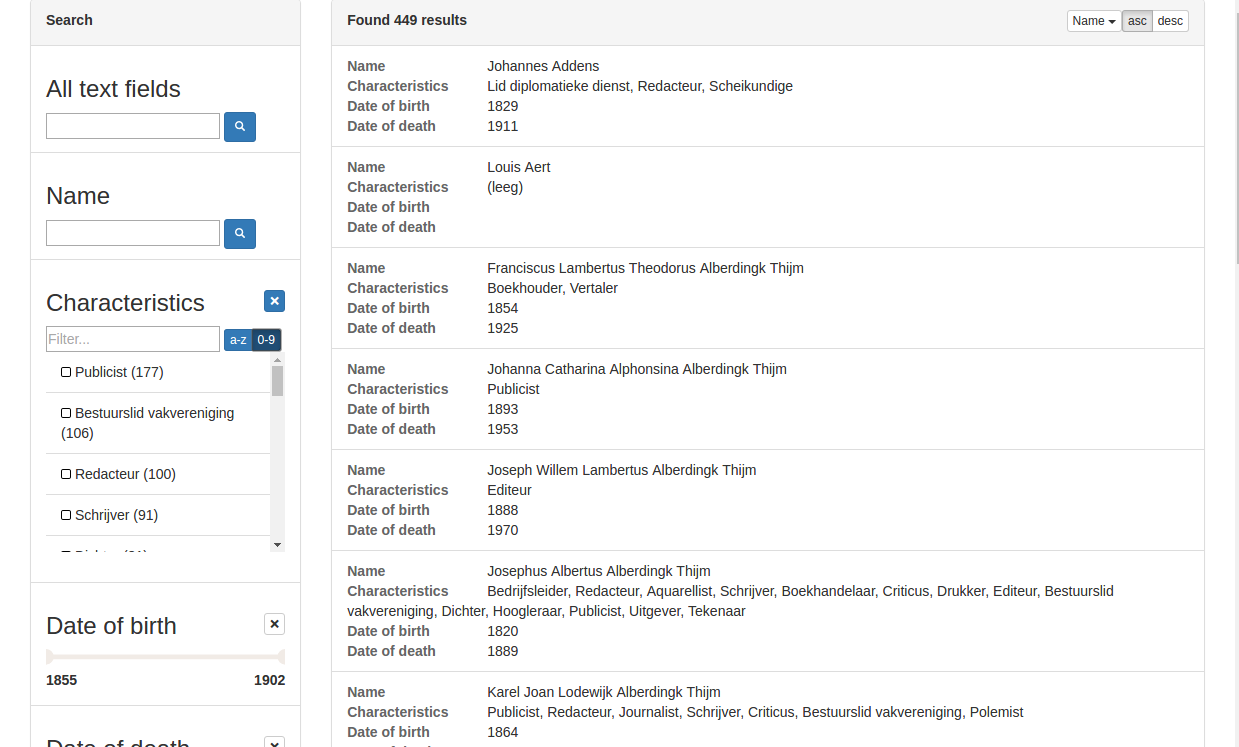 Search
All text fields
Name
Characteristics
Filter... a-z 0-9
Publicist (177)
Bestuurslid vakvereniging
(106)
Redacteur (100)
Schrijver (91)
Date of birth
1855 1902
Date of death
Found 449 results Name asc desc
Name Johannes Addens
Characteristics Lid diplomatieke dienst, Redacteur, Scheikundige
Date of birth 1829
Date of death 1911
Name Louis Aert
Characteristics (leeg)
Date of birth
Date of death
Name Franciscus Lambertus Theodorus Alberdingk Thijm
Characteristics Boekhouder, Vertaler
Date of birth 1854
Date of death 1925
Name Johanna Catharina Alphonsina Alberdingk Thijm
Characteristics Publicist
Date of birth 1893
Date of death 1953
Name Joseph Willem Lambertus Alberdingk Thijm
Characteristics Editeur
Date of birth 1888
Date of death 1970
Name Josephus Albertus Alberdingk Thijm
Characteristics Bedrijfsleider, Redacteur, Aquarellist, Schrijver, Boekhandelaar, Criticus, Drukker, Editeur, Bestuurslid
vakvereniging, Dichter, Hoogleraar, Publicist, Uitgever, Tekenaar
Date of birth 1820
Date of death 1889
Name Karel Joan Lodewijk Alberdingk Thijm
Characteristics Publicist, Redacteur, Journalist, Schrijver, Criticus, Bestuurslid vakvereniging, Polemist
Date of birth 1864